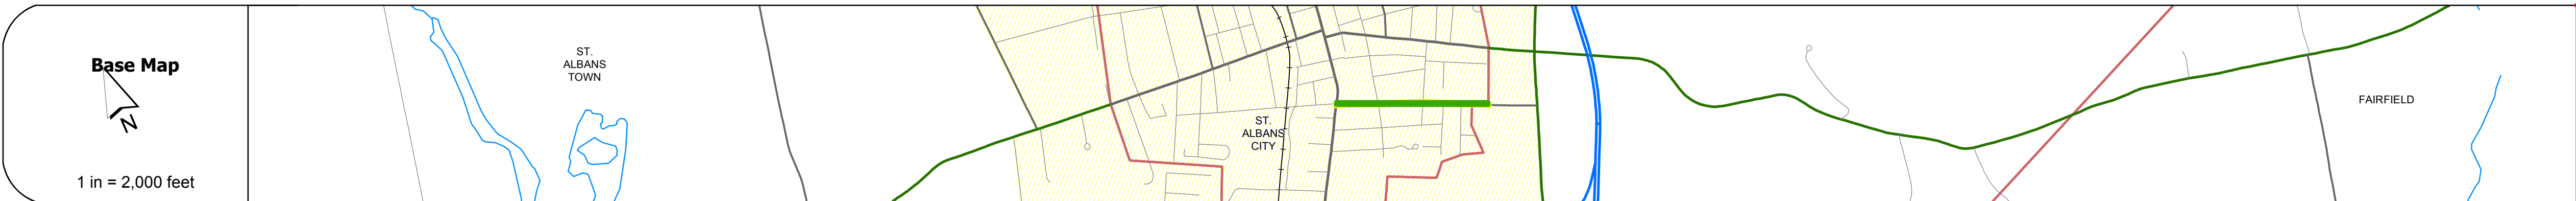 Base Map
N
1 in = 2,000 feet
ST.
ALBANS
TOWN
ST.
ALBANS
CITY
FAIRFIELD